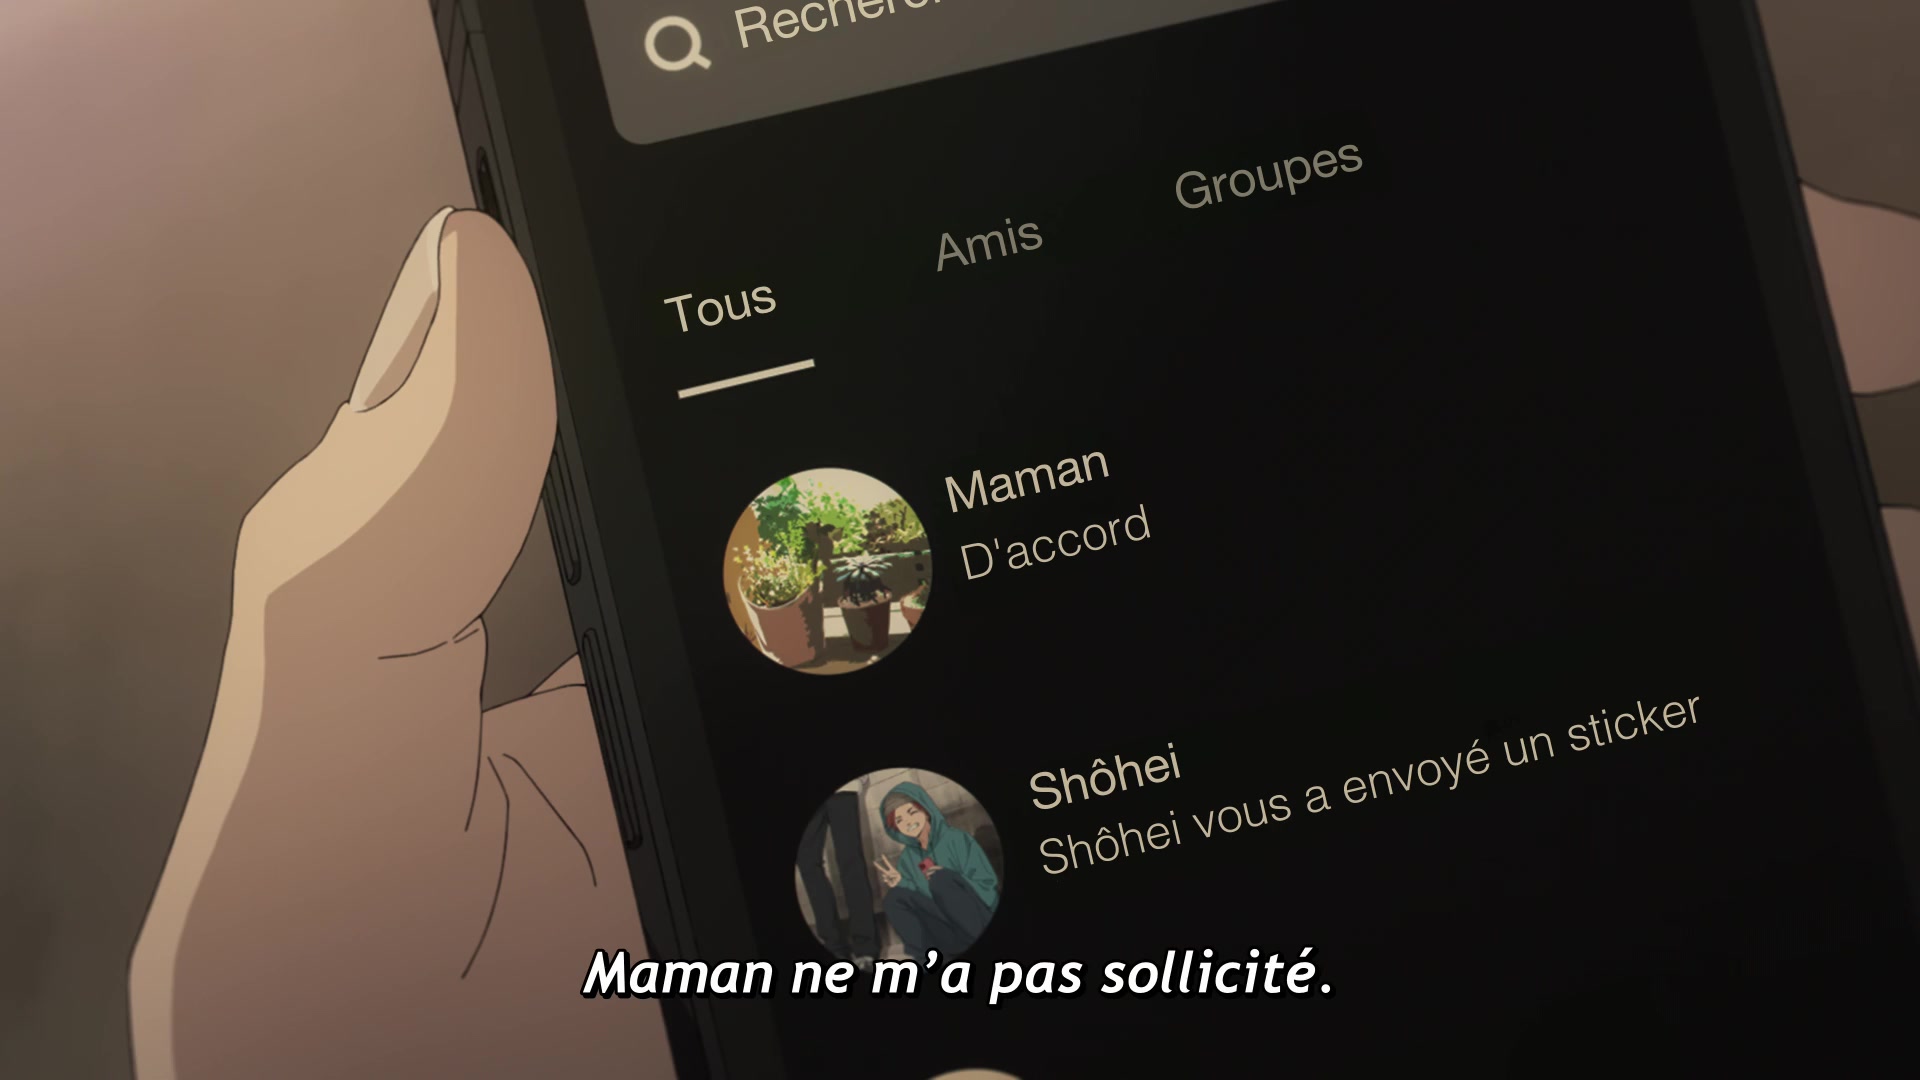 Tous
Amis
Groupes
Maman
D'accord
Shôhei
Shôhei vous a envoyé un sticker
Maman ne m’a pas sollicité.